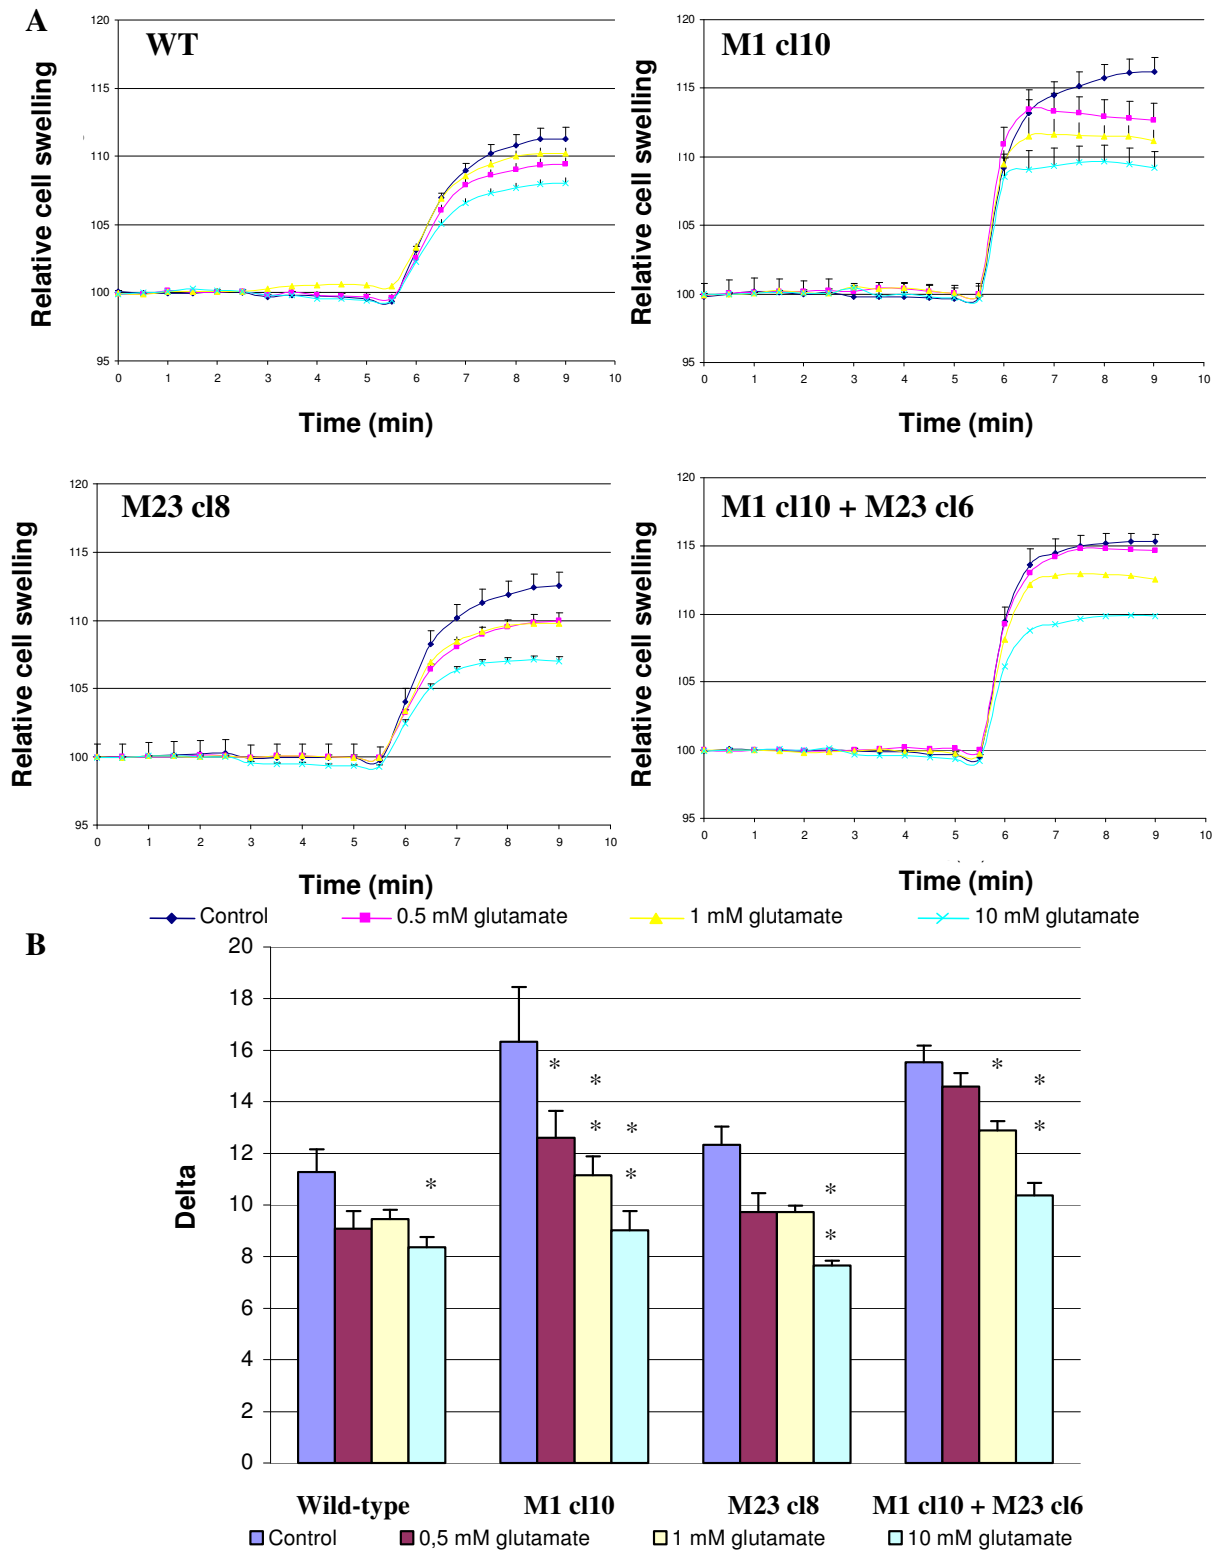 A
WT
120
115
110
105
100
95
0 1 2 3 4 5 6 7 8 9 10
Relative cell swelling
Time (min)
M1 cl10
120
115
110
105
100
95
0 1 2 3 4 5 6 7 8 9 10
Relative cell swelling
Time (min)
M23 cl8
120
115
110
105
100
95
0 1 2 3 4 5 6 7 8 9 10
Relative cell swelling
Time (min)
M1 cl10 + M23 cl6
120
115
110
105
100
95
0 1 2 3 4 5 6 7 8 9 10
Relative cell swelling
Time (min)
Control 0.5 mM glutamate 1 mM glutamate 10 mM glutamate
B
20
18
16
14
12
10
8
6
4
2
0
Delta
* * * * * * * * * * * *
Wild-type M1 cl10 M23 cl8 M1 cl10 + M23 cl6
Control 0,5 mM glutamate 1 mM glutamate 10 mM glutamate